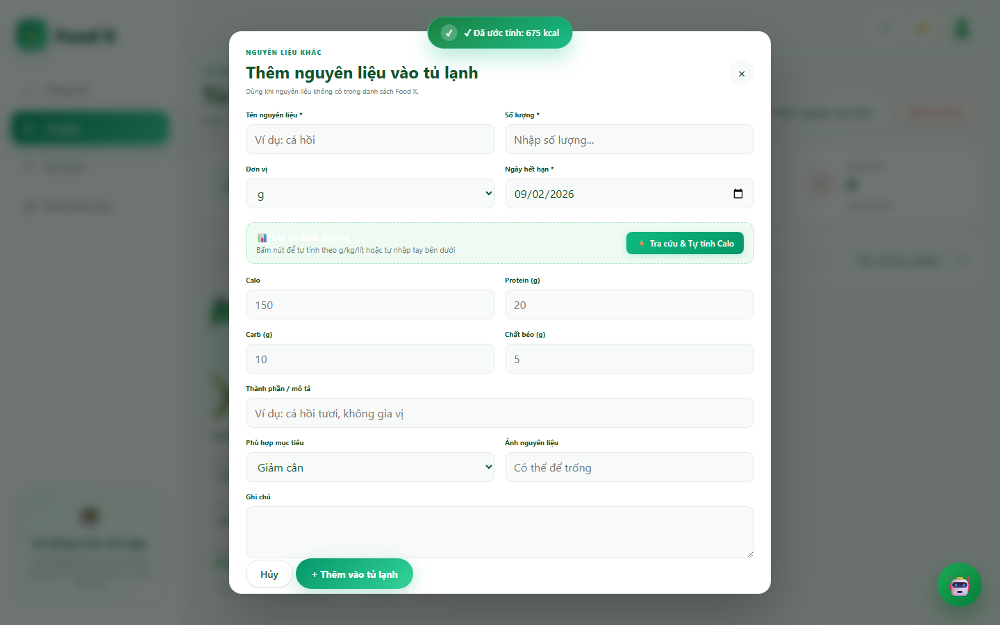 ✓ ✓ Đã ước tính: 675 kcal
NGUYÊN LIỆU KHÁC
Thêm nguyên liệu vào tủ lạnh
×
Dùng khi nguyên liệu không có trong danh sách Food X.
Tên nguyên liệu *
Số lượng *
Ví dụ: cá hồi
Nhập số lượng...
Đơn vị
Ngày hết hạn *
g
09/02/2026
📊 Giá trị dinh dưỡng
Bấm nút để tự tính theo g/kg/lít hoặc tự nhập tay bên dưới
⚡ Tra cứu & Tự tính Calo
Calo
Protein (g)
150
20
Carb (g)
Chất béo (g)
10
5
Thành phần / mô tả
Ví dụ: cá hồi tươi, không gia vị
Phù hợp mục tiêu
Ảnh nguyên liệu
Giảm cân
Có thể để trống
Ghi chú
Hủy
+ Thêm vào tủ lạnh
Food X